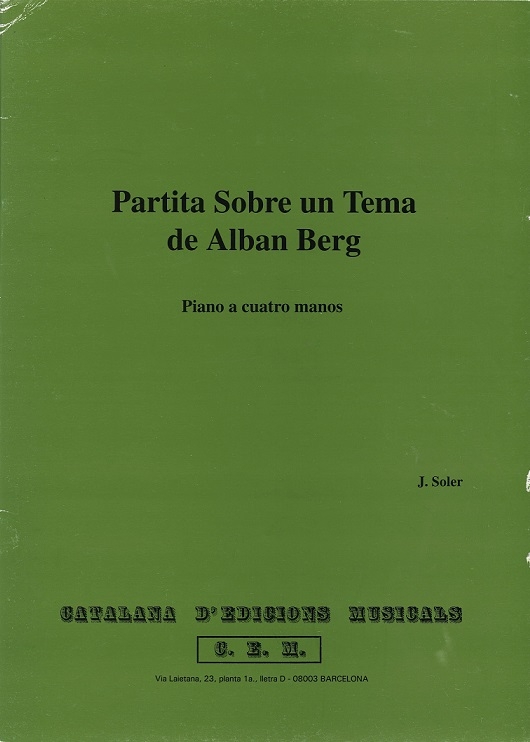 Partita Sobre un Tema
de Alban Berg
Piano a cuatro manos
J. Soler
CATALANA D'EDICIONS MUSICALS
C. E. M.
Via Laietana, 23, planta 1a., lletra D - 08003 BARCELONA